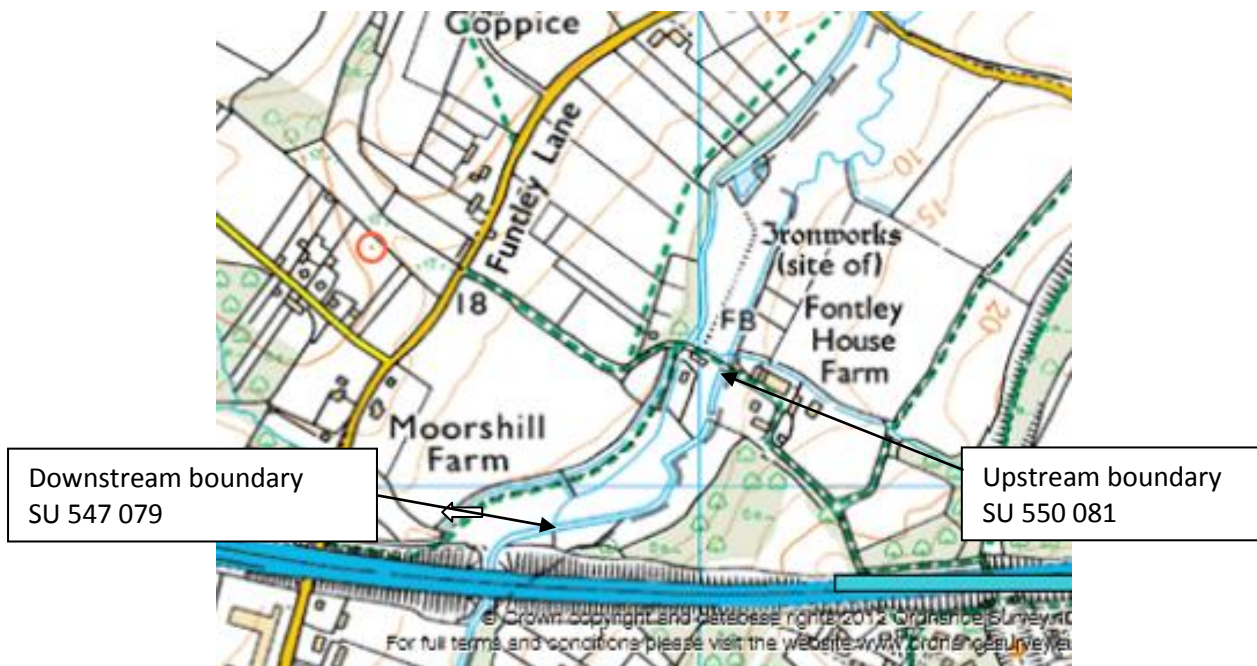 Coppice
Funtley Lane
10
15
20
Ironworks
(site of)
18
FB
Fontley
House
Farm
Moorshill
Farm
Downstream boundary
SU 547 079
Upstream boundary
SU 550 081
© Crown copyright and database rights 2012 Ordnance Survey
For full terms and conditions please visit the website www.ordnancesurvey